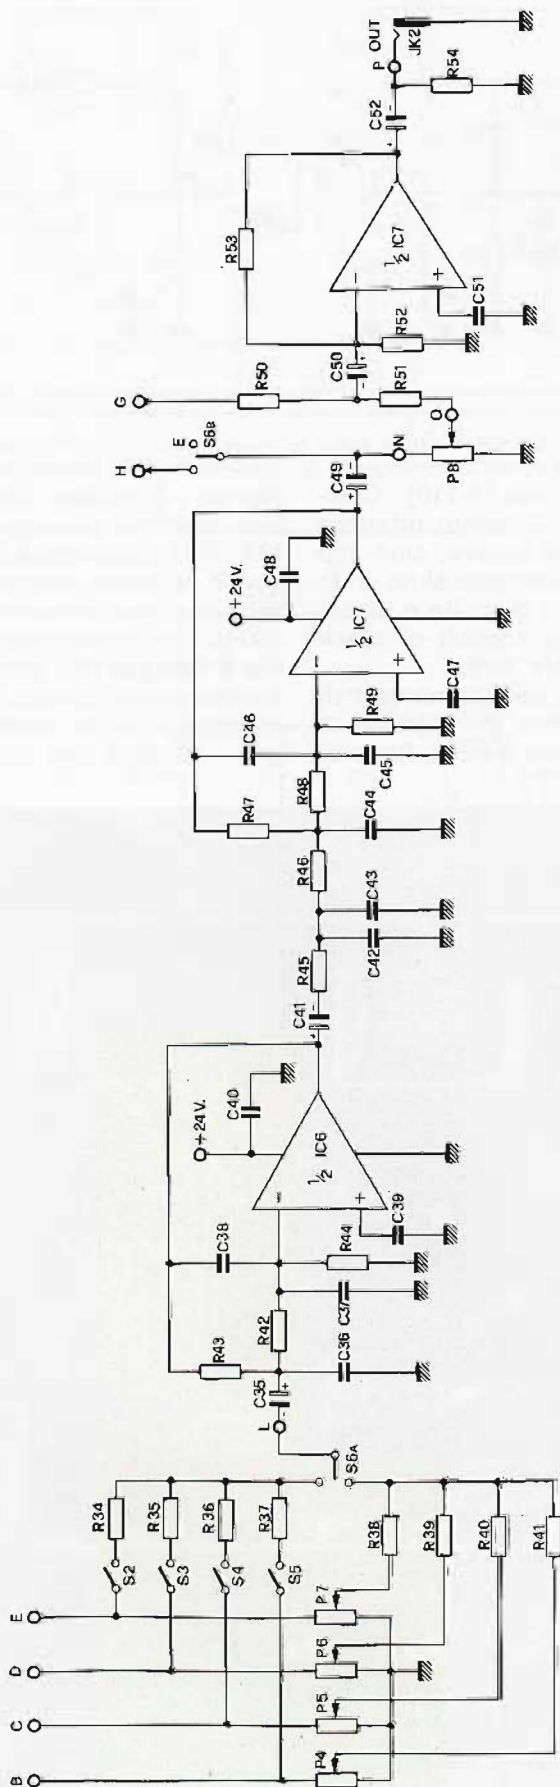 B
C
D
E
P4
P5
P6
P7
S2
S3
S4
S5
R34
R35
R36
R37
R38
R39
R40
R41
S6A
L
C35
-
+
R43
C36
R42
C37
C38
R44
-
+
C39
½ IC6
+24V.
C40
C41
+
-
R45
C42
C43
R46
R47
C44
R48
C45
C46
R49
-
+
C47
½ IC7
+24V.
C48
C49
+
-
H
E
S6B
N
P8
O
G
R50
R51
C50
-
+
R52
R53
-
+
C51
½ IC7
C52
+
-
P
OUT
JK2
R54